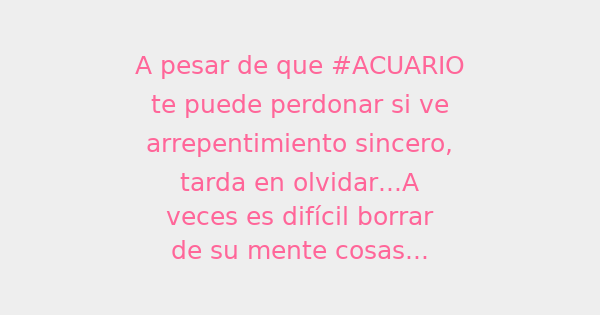 A pesar de que #ACUARIO
te puede perdonar si ve
arrepentimiento sincero,
tarda en olvidar...A
veces es difícil borrar
de su mente cosas...